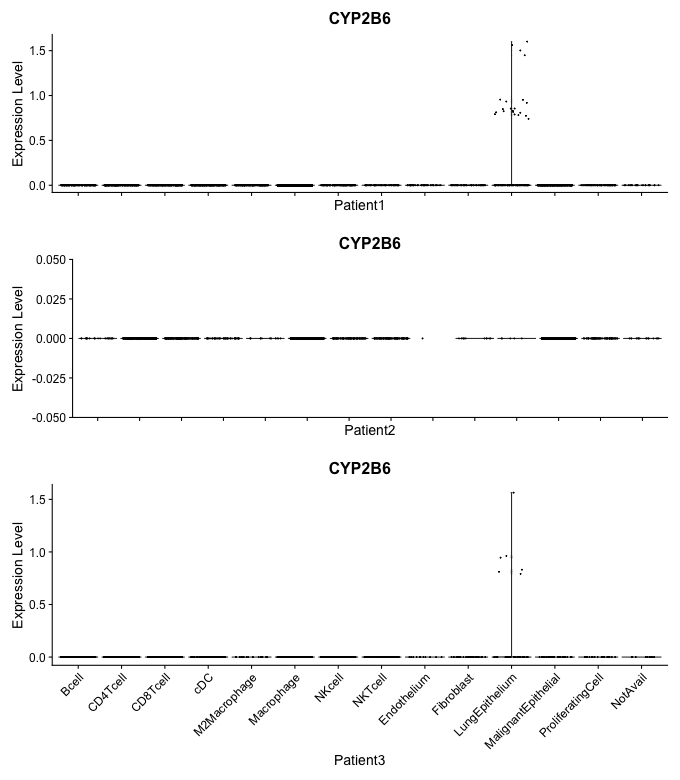 CYP2B6
Expression Level
1.5
1.0
0.5
0.0
Patient1
CYP2B6
Expression Level
0.050
0.025
0.000
-0.025
-0.050
Patient2
CYP2B6
Expression Level
1.5
1.0
0.5
0.0
Bcell
CD4Tcell
CD8Tcell
cDC
M2Macrophage
Macrophage
NKcell
NKTcell
Endothelium
Fibroblast
LungEpithelium
MalignantEpithelial
ProliferatingCell
NotAvail
Patient3